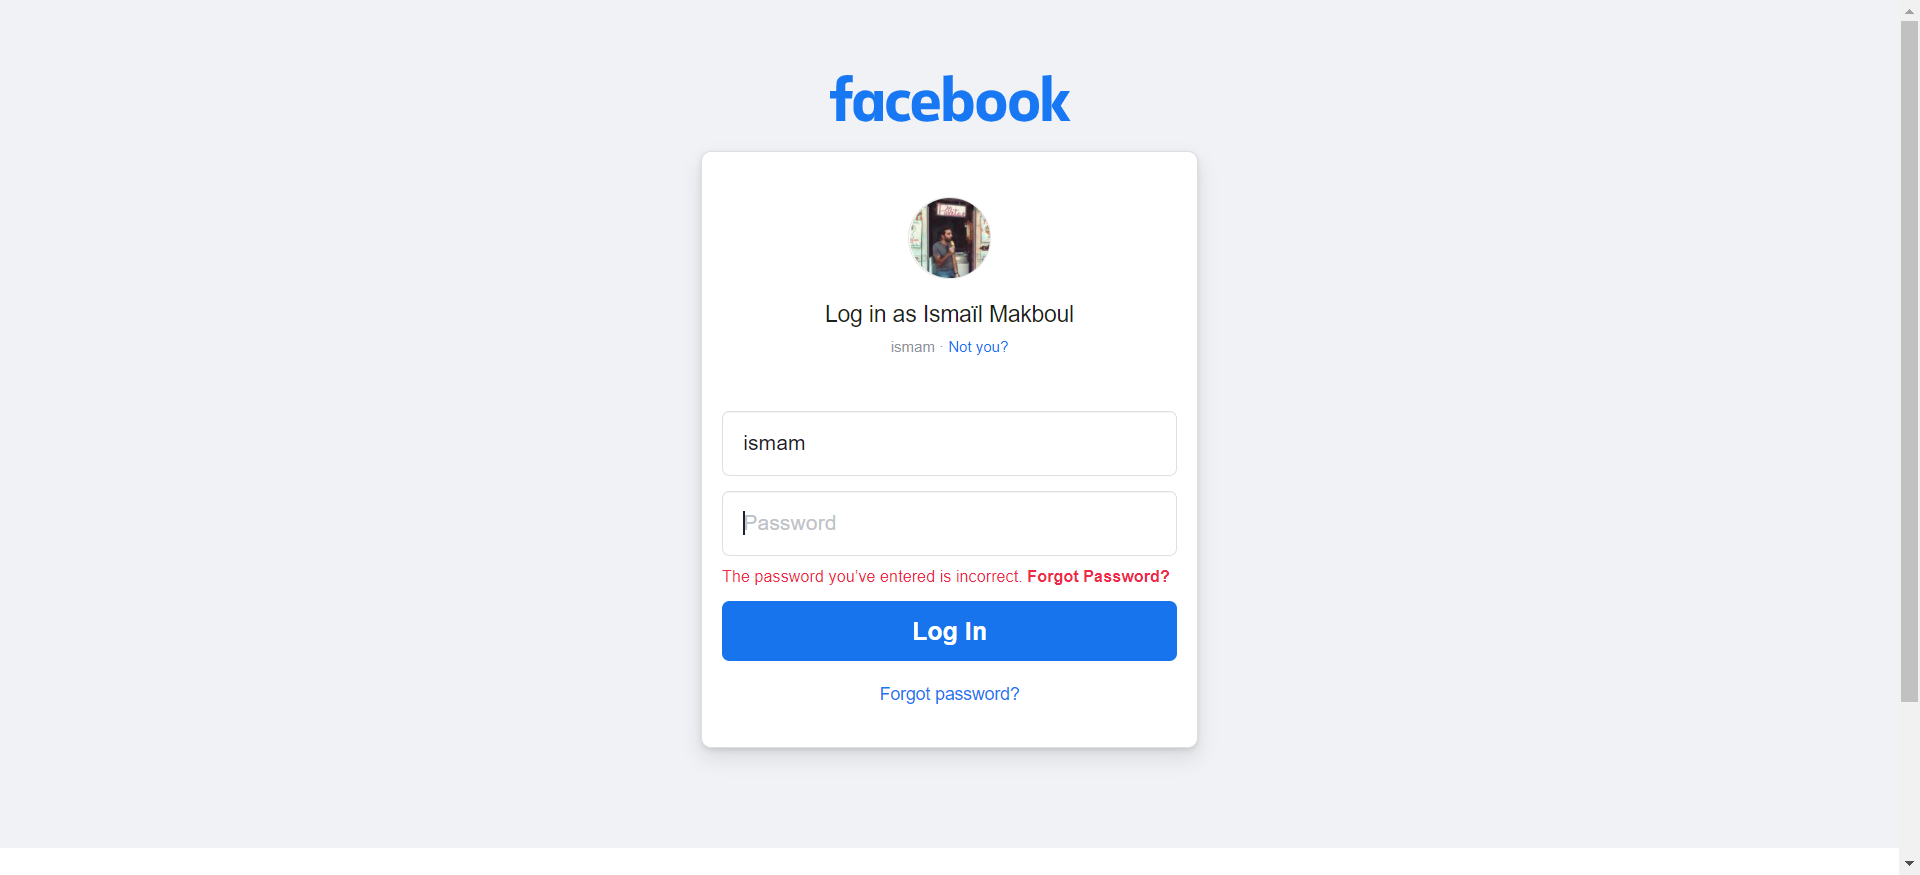 facebook
Log in as Ismaïl Makboul
ismam · Not you?
ismam
Password
The password you’ve entered is incorrect. Forgot Password?
Log In
Forgot password?